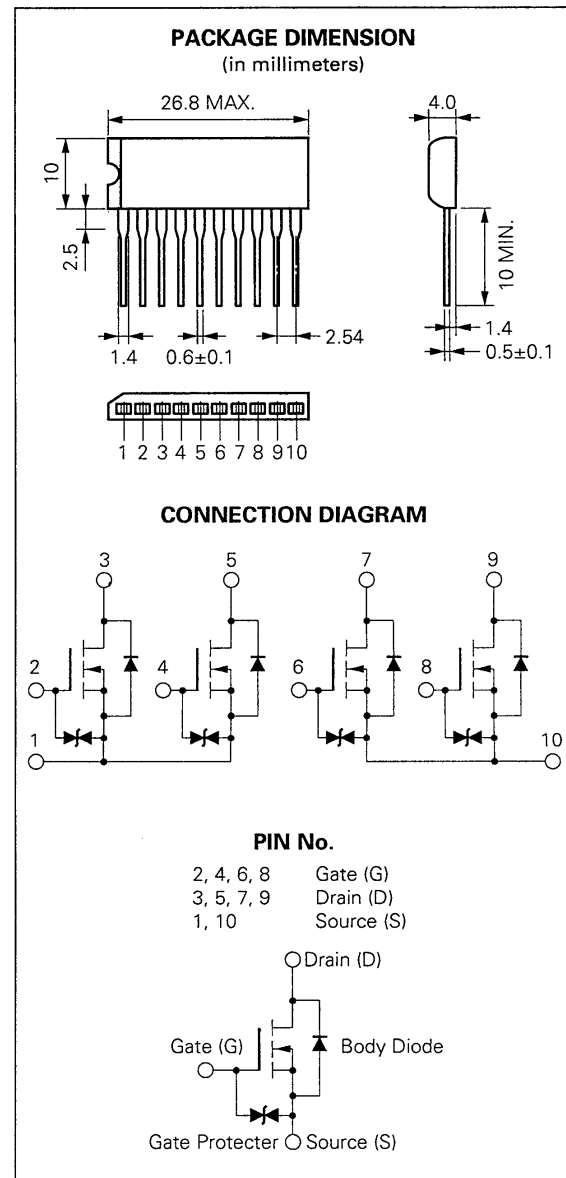 PACKAGE DIMENSION
(in millimeters)
26.8 MAX.
4.0
10
2.5
10 MIN.
2.54
1.4
0.6±0.1
1.4
0.5±0.1
1 2 3 4 5 6 7 8 9 10
CONNECTION DIAGRAM
3 5 7 9
2 4 6 8
1 10
PIN No.
2, 4, 6, 8 Gate (G)
3, 5, 7, 9 Drain (D)
1, 10 Source (S)
Drain (D)
Gate (G) Body Diode
Gate Protecter Source (S)